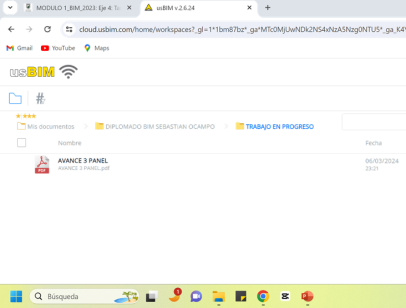 MODULO 1_BIM_2023: Eje 4: Ta
usBIM v.2.6.24
cloud.usbim.com/home/workspaces?_gl=1*1bm87bz*_ga*MTc0MjUwNDk2NS4xNzA5Nzg0NTU5*_ga_K4
Gmail YouTube Maps
usBIM
#
Mis documentos DIPLOMADO BIM SEBASTIAN OCAMPO TRABAJO EN PROGRESO
Nombre Fecha
AVANCE 3 PANEL 06/03/2024
AVANCE 3 PANEL.pdf 23:21
PDF
Búsqueda